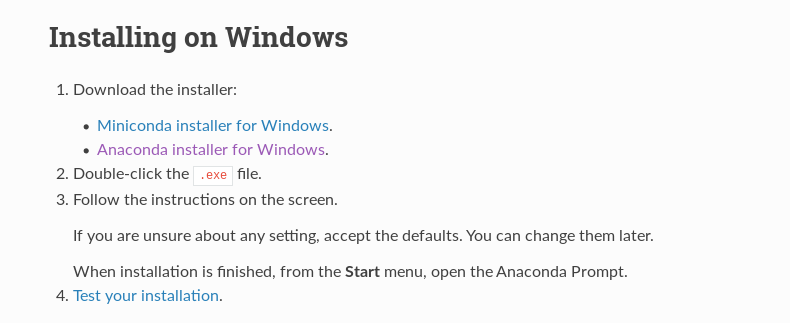 Installing on Windows
1. Download the installer:
• Miniconda installer for Windows.
• Anaconda installer for Windows.
2. Double-click the .exe file.
3. Follow the instructions on the screen.
If you are unsure about any setting, accept the defaults. You can change them later.
When installation is finished, from the Start menu, open the Anaconda Prompt.
4. Test your installation.